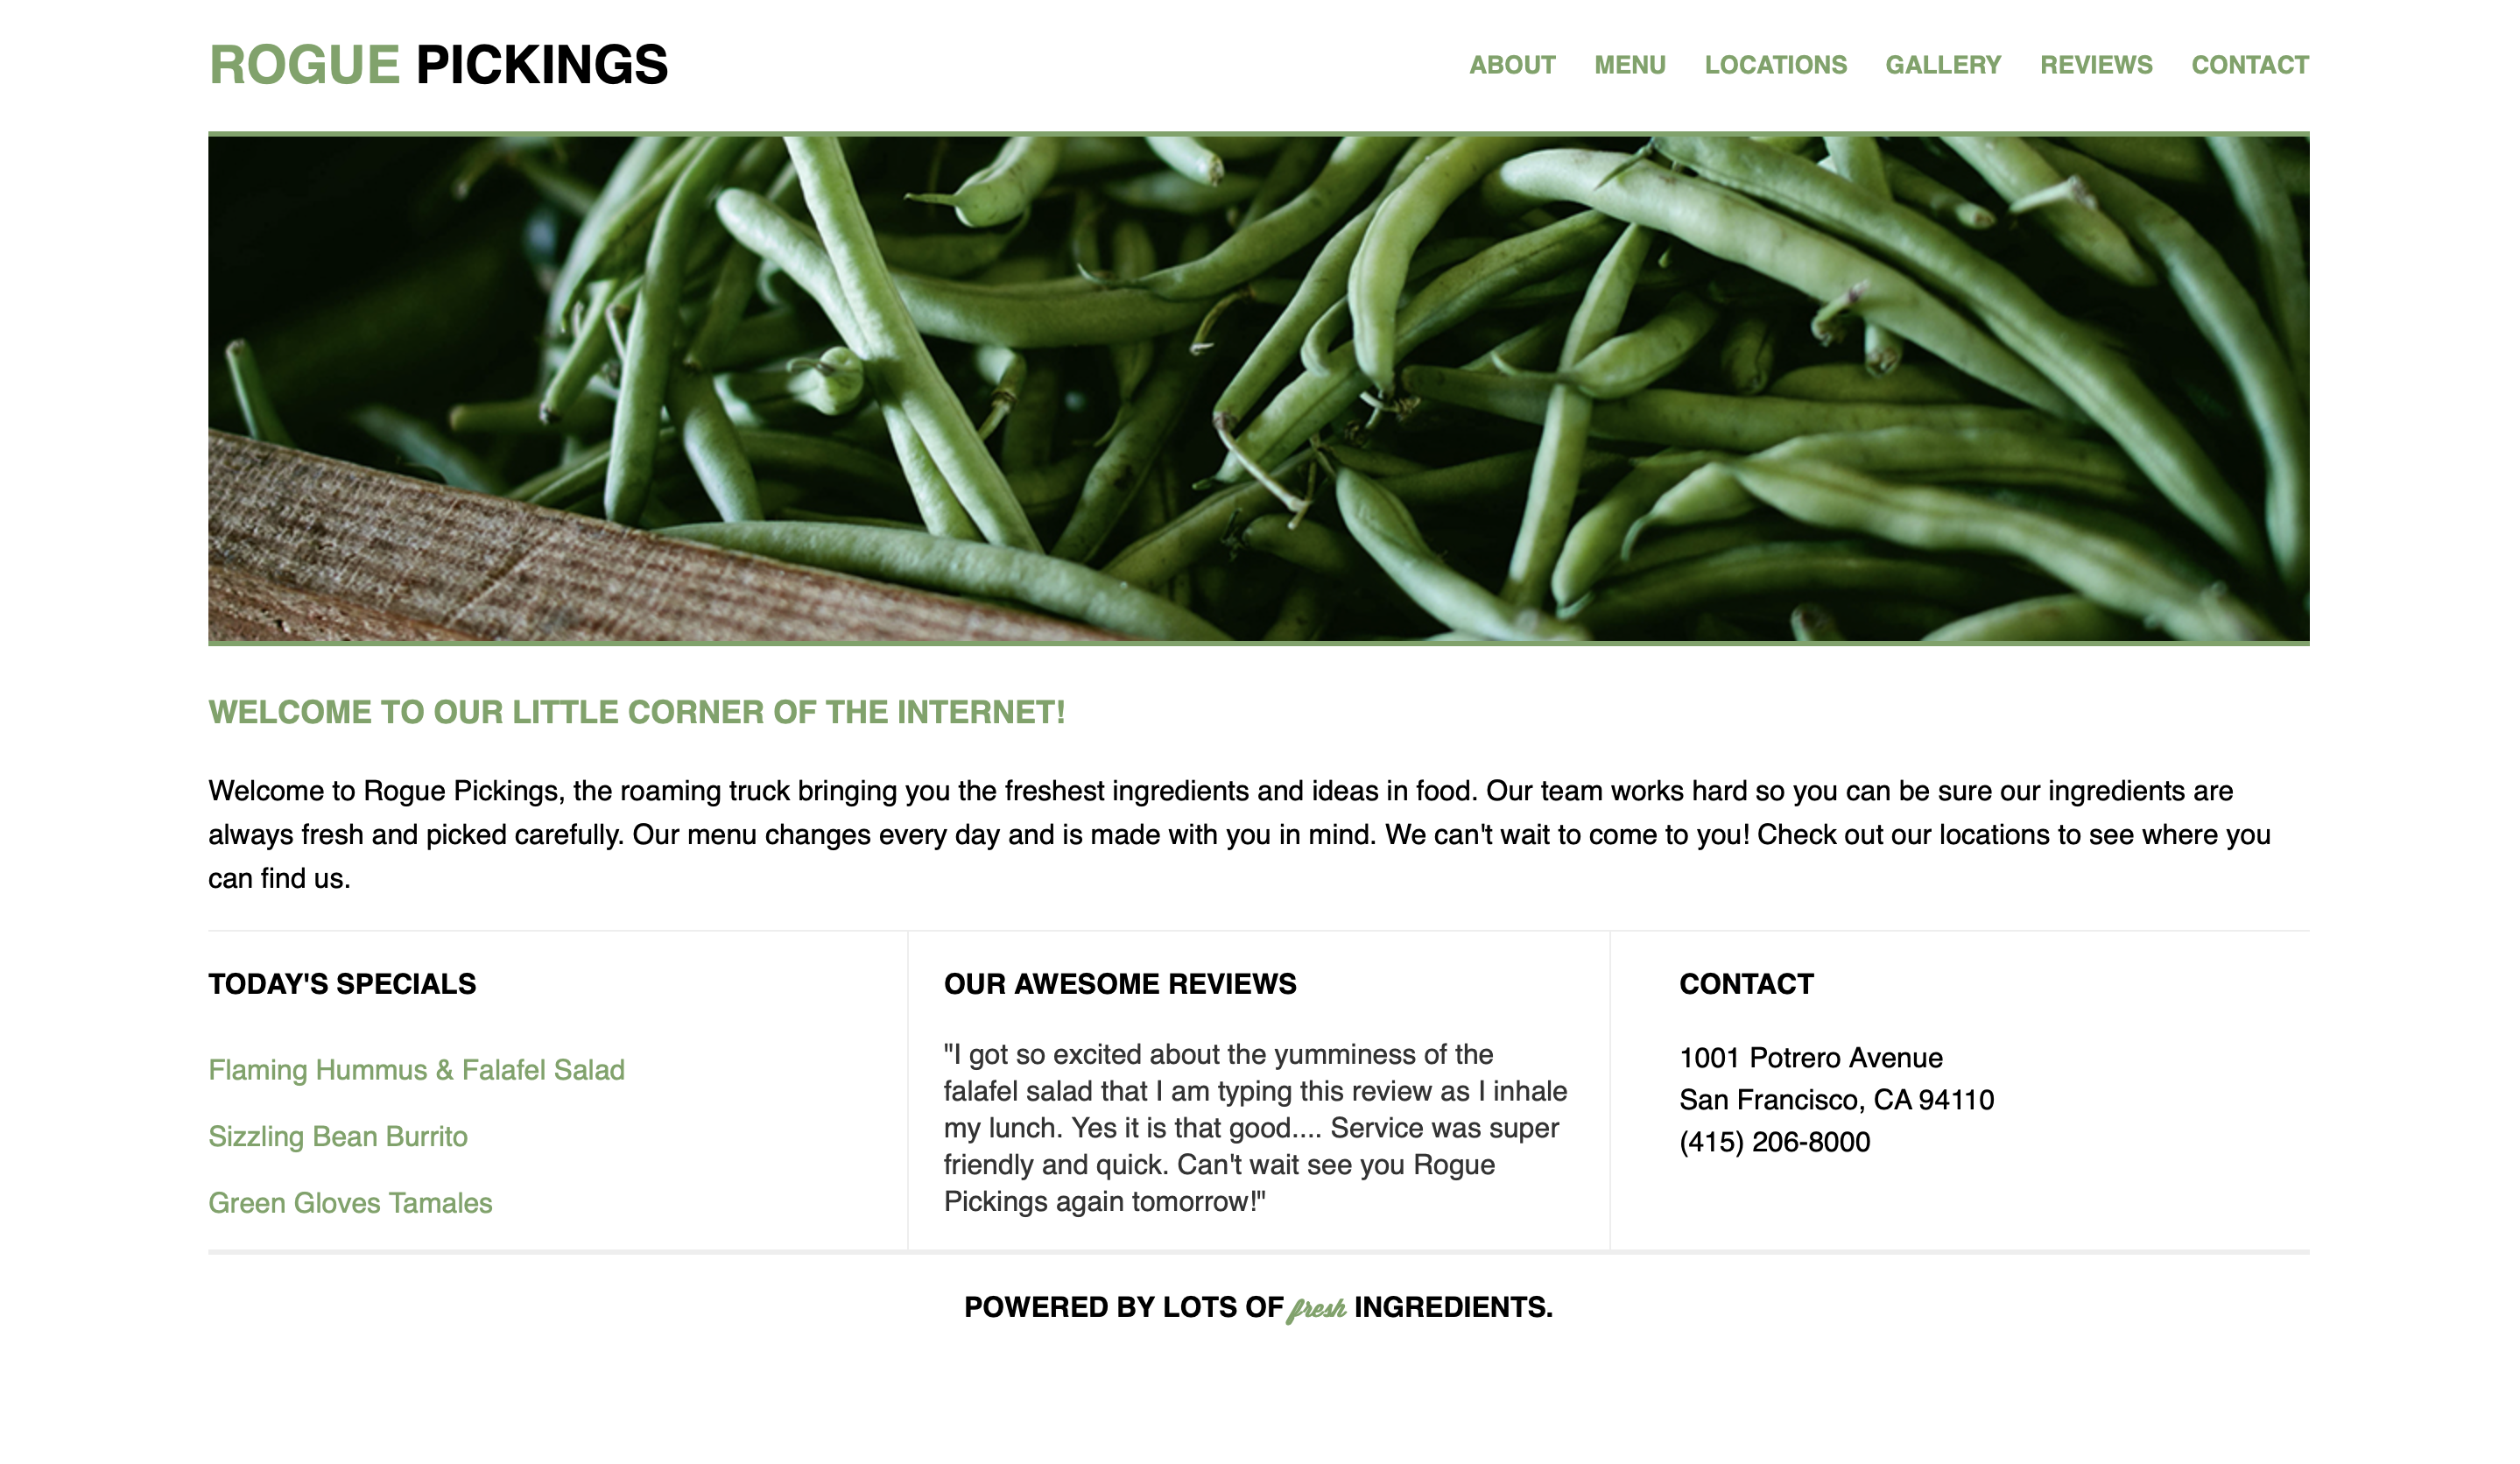 ROGUE PICKINGS
ABOUT MENU LOCATIONS GALLERY REVIEWS CONTACT
WELCOME TO OUR LITTLE CORNER OF THE INTERNET!
Welcome to Rogue Pickings, the roaming truck bringing you the freshest ingredients and ideas in food. Our team works hard so you can be sure our ingredients are
always fresh and picked carefully. Our menu changes every day and is made with you in mind. We can't wait to come to you! Check out our locations to see where you
can find us.
TODAY'S SPECIALS
Flaming Hummus & Falafel Salad
Sizzling Bean Burrito
Green Gloves Tamales
OUR AWESOME REVIEWS
"I got so excited about the yumminess of the
falafel salad that I am typing this review as I inhale
my lunch. Yes it is that good.... Service was super
friendly and quick. Can't wait see you Rogue
Pickings again tomorrow!"
CONTACT
1001 Potrero Avenue
San Francisco, CA 94110
(415) 206-8000
POWERED BY LOTS OF fresh INGREDIENTS.